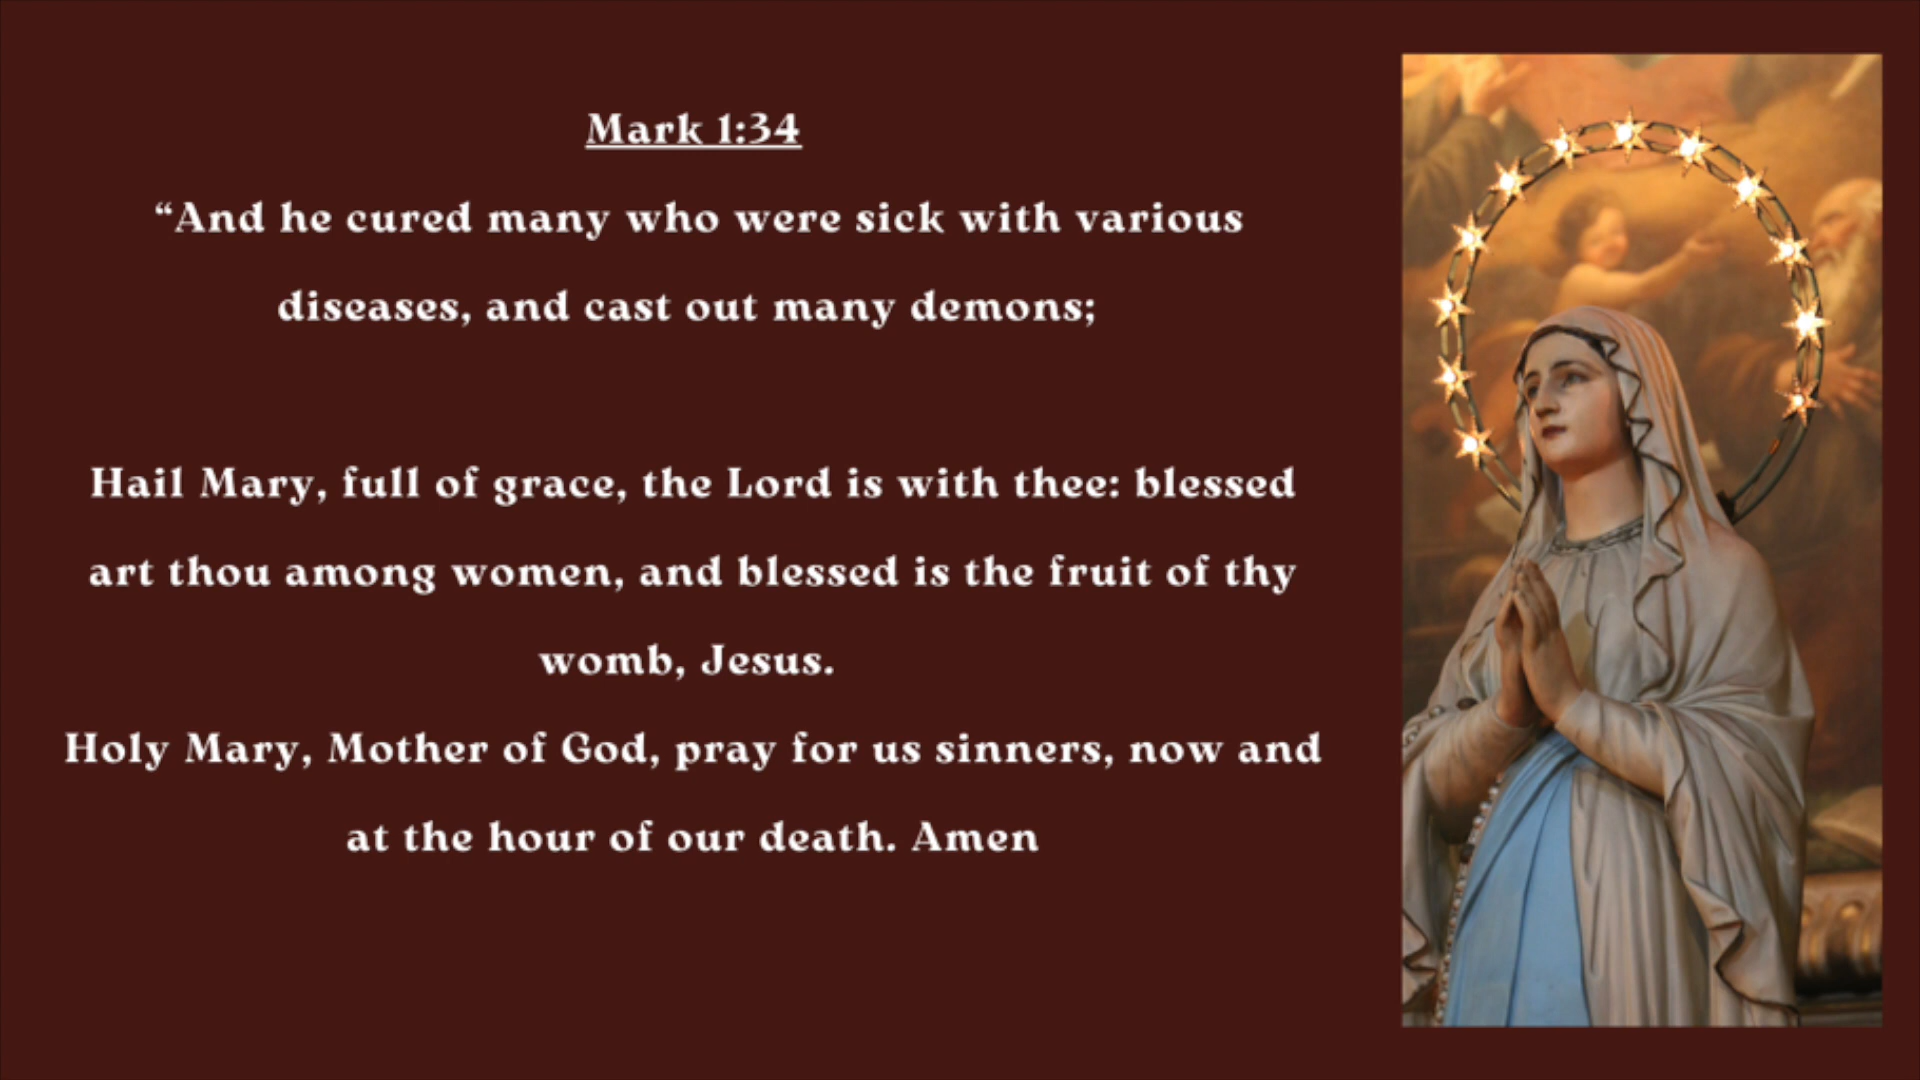 Mark 1:34
“And he cured many who were sick with various
diseases, and cast out many demons;
Hail Mary, full of grace, the Lord is with thee: blessed
art thou among women, and blessed is the fruit of thy
womb, Jesus.
Holy Mary, Mother of God, pray for us sinners, now and
at the hour of our death. Amen